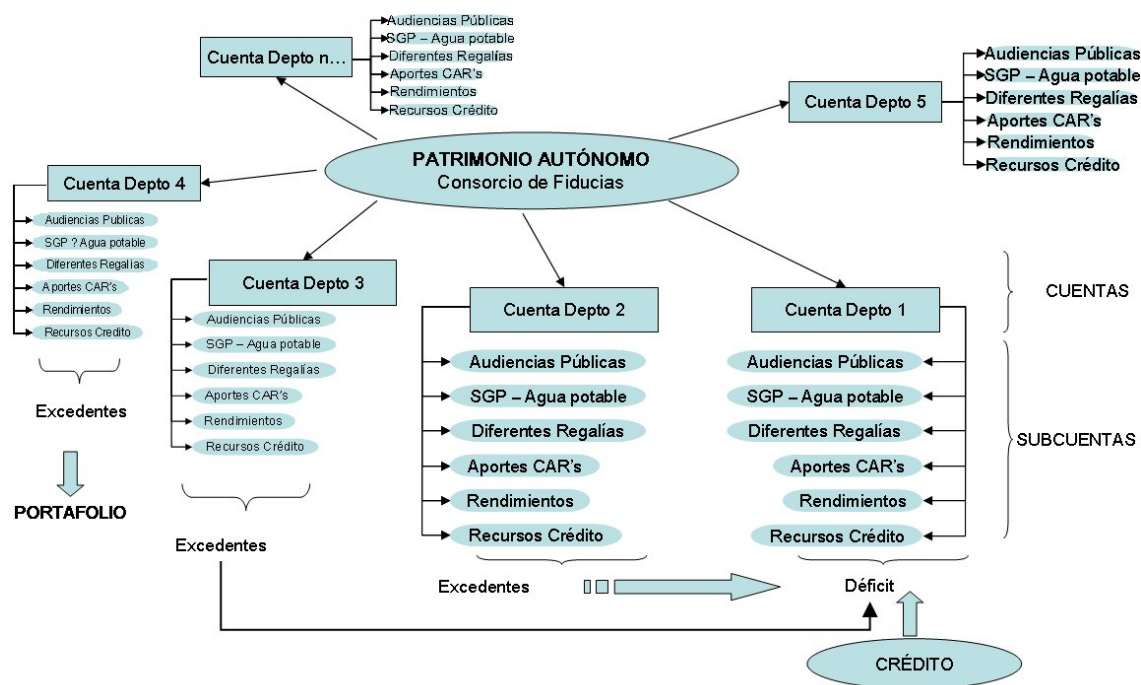 Cuenta Depto n...
Audiencias Públicas
SGP – Agua potable
Diferentes Regalías
Aportes CAR's
Rendimientos
Recursos Crédito
Cuenta Depto 5
Audiencias Públicas
SGP – Agua potable
Diferentes Regalías
Aportes CAR's
Rendimientos
Recursos Crédito
PATRIMONIO AUTÓNOMO
Consorcio de Fiducias
Cuenta Depto 4
Audiencias Publicas
SGP ? Agua potable
Diferentes Regalias
Aportes CAR's
Rendimientos
Recursos Credito
Excedentes
PORTAFOLIO
Cuenta Depto 3
Audiencias Públicas
SGP – Agua potable
Diferentes Regalías
Aportes CAR's
Rendimientos
Recursos Crédito
Excedentes
Cuenta Depto 2
Audiencias Públicas
SGP – Agua potable
Diferentes Regalías
Aportes CAR's
Rendimientos
Recursos Crédito
Excedentes
Cuenta Depto 1
Audiencias Públicas
SGP – Agua potable
Diferentes Regalías
Aportes CAR's
Rendimientos
Recursos Crédito
Déficit
CRÉDITO
CUENTAS
SUBCUENTAS